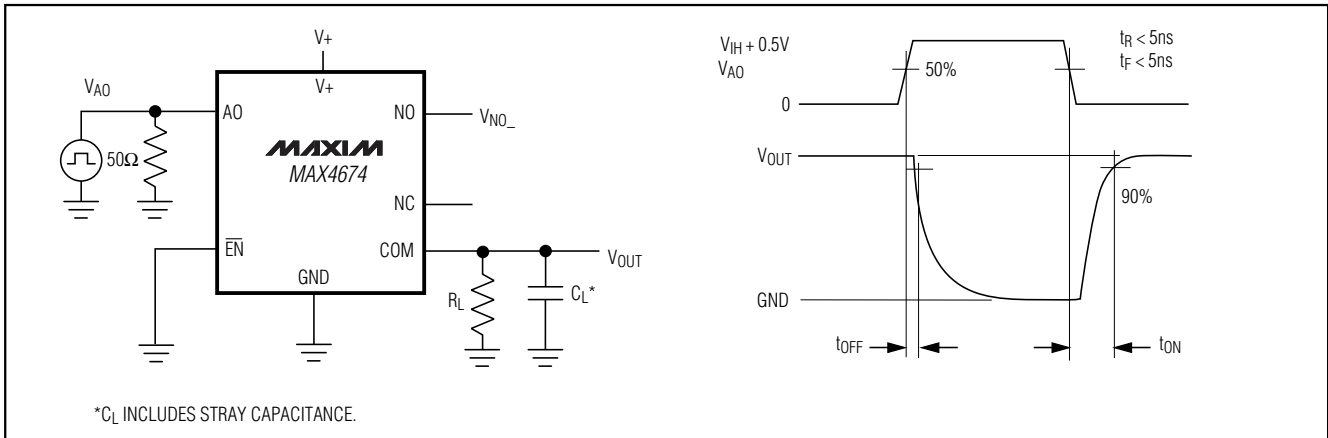 V+
V+
VAO
AO
50Ω
NO
VNO_
MAXIM
MAX4674
NC
EN
COM
VOUT
GND
RL
CL*
*CL INCLUDES STRAY CAPACITANCE.
VIH + 0.5V
VAO
0
50%
tR < 5ns
tF < 5ns
VOUT
90%
GND
tOFF
tON